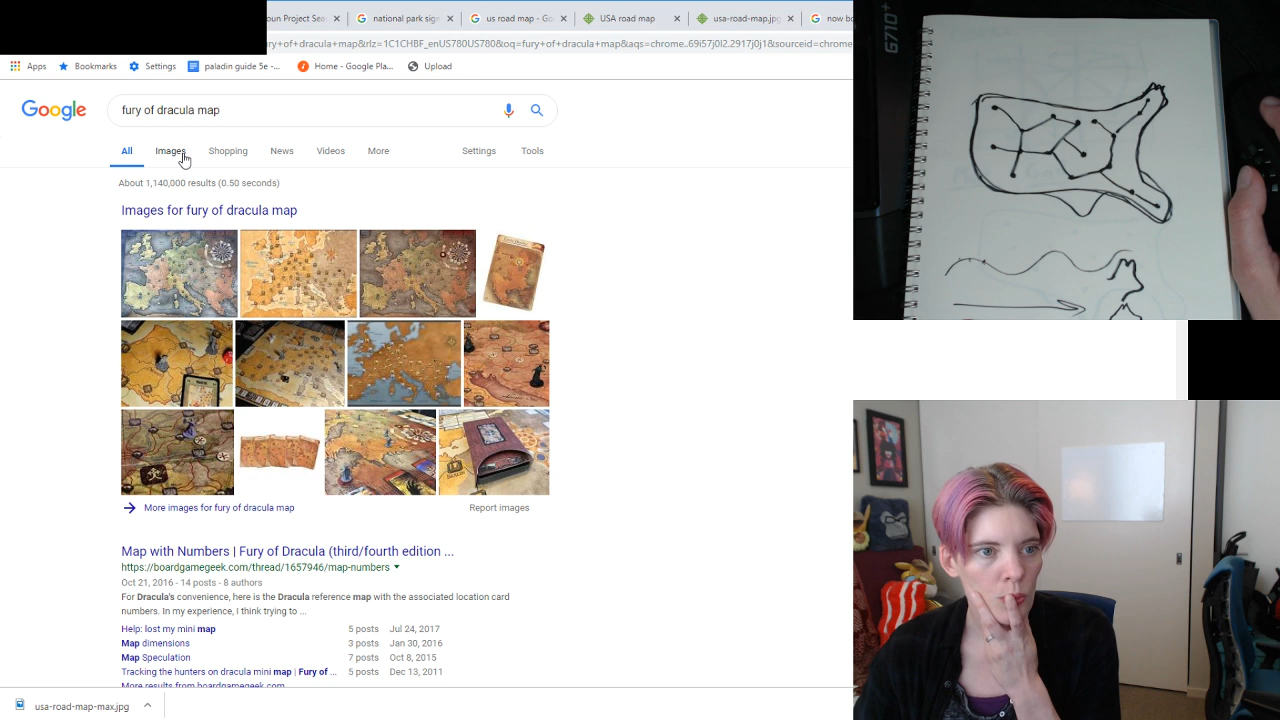 oun Project Sea
national park sig
us road map - Go
USA road map
usa-road-map.jpg
now bo
ry+of+dracula+map&rlz=1C1CHBF_enUS780US780&oq=fury+of+dracula+map&aqs=chrome..69i57j0l2.2917j0j1&sourceid=chrome
Apps
Bookmarks
Settings
paladin guide 5e -...
Home - Google Pla...
Upload
Google
fury of dracula map
All
Images
Shopping
News
Videos
More
Settings
Tools
About 1,140,000 results (0.50 seconds)
Images for fury of dracula map
More images for fury of dracula map
Report images
Map with Numbers | Fury of Dracula (third/fourth edition ...
https://boardgamegeek.com/thread/1657946/map-numbers
Oct 21, 2016 - 14 posts - 8 authors
For Dracula's convenience, here is the Dracula reference map with the associated location card
numbers. In my experience, I think trying to ...
Help: lost my mini map 5 posts Jul 24, 2017
Map dimensions 3 posts Jan 30, 2016
Map Speculation 7 posts Oct 8, 2015
Tracking the hunters on dracula mini map | Fury of ... 5 posts Dec 13, 2011
More results from boardgamegeek.com
usa-road-map-max.jpg
G710+